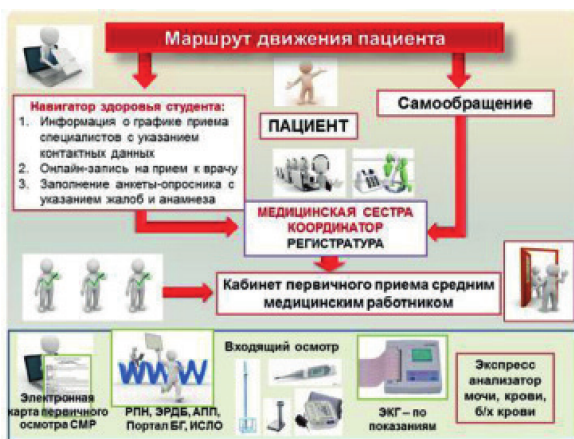 Маршрут движения пациента
Навигатор здоровья студента:
1. Информация о графике приема
специалистов с указанием
контактных данных
2. Онлайн-запись на прием к врачу
3. Заполнение анкеты-опросника с
указанием жалоб и анамнеза
ПАЦИЕНТ
Самообращение
МЕДИЦИНСКАЯ СЕСТРА
КООРДИНАТОР
РЕГИСТРАТУРА
Кабинет первичного приема средним
медицинским работником
Электронная
карта первичного
осмотра СМР
WWW
РПН, ЭРДБ, АПП,
Портал БГ, ИСЛО
Входящий осмотр
ЭКГ – по
показаниям
Экспресс
анализатор
мочи, крови,
б/х крови